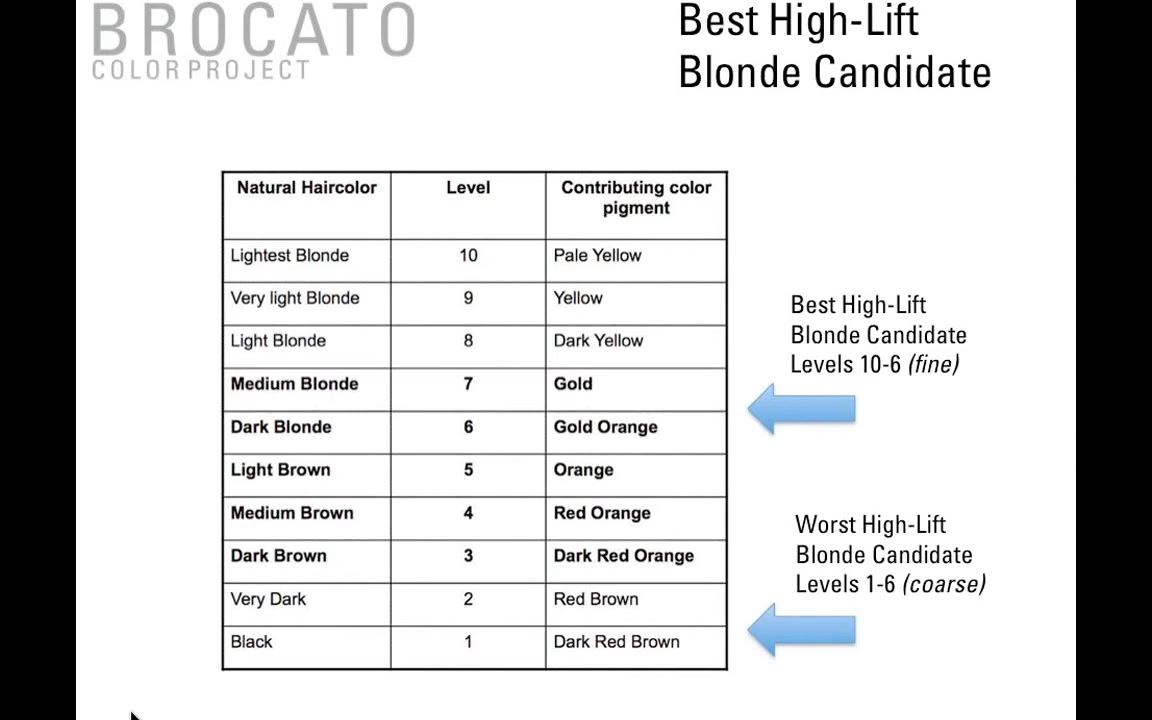 BROCATO
COLOR PROJECT
Best High-Lift
Blonde Candidate
Natural Haircolor Level Contributing color
pigment
Lightest Blonde 10 Pale Yellow
Very light Blonde 9 Yellow
Light Blonde 8 Dark Yellow
Medium Blonde 7 Gold
Dark Blonde 6 Gold Orange
Light Brown 5 Orange
Medium Brown 4 Red Orange
Dark Brown 3 Dark Red Orange
Very Dark 2 Red Brown
Black 1 Dark Red Brown
Best High-Lift
Blonde Candidate
Levels 10-6 (fine)
Worst High-Lift
Blonde Candidate
Levels 1-6 (coarse)